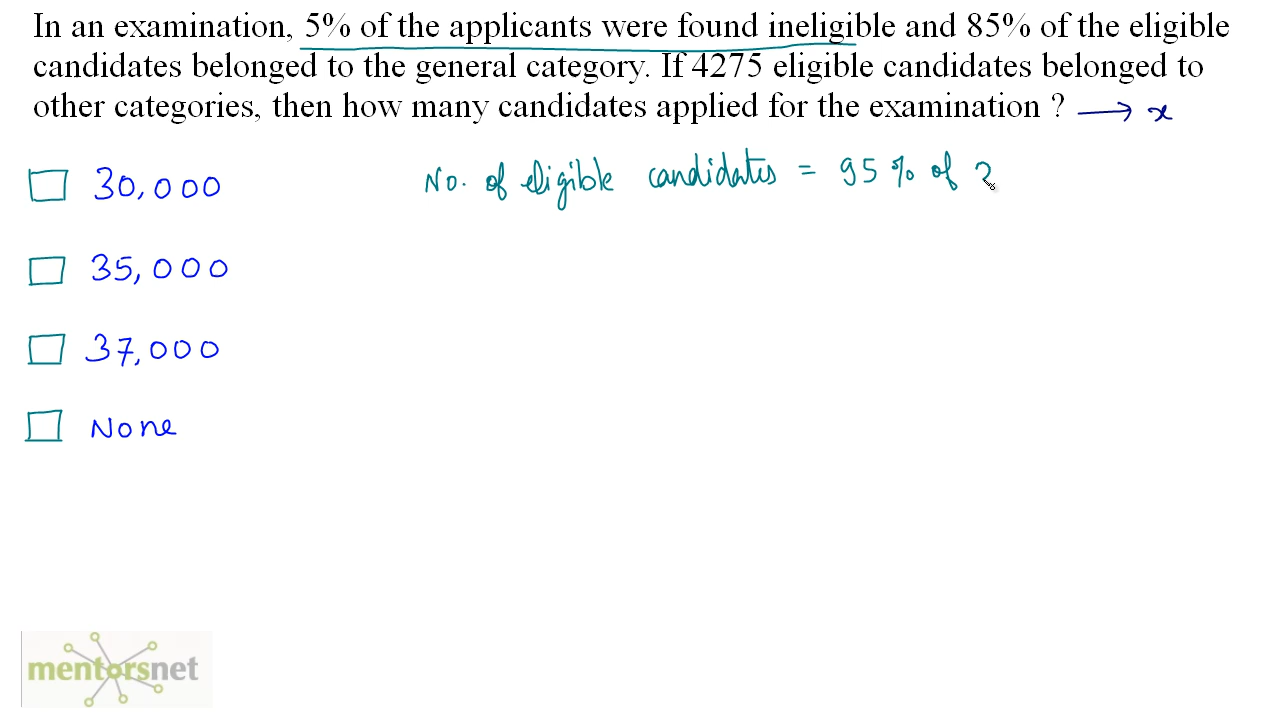 In an examination, 5% of the applicants were found ineligible and 85% of the eligible
candidates belonged to the general category. If 4275 eligible candidates belonged to
other categories, then how many candidates applied for the examination ? → x
No. of eligible candidates = 95 % of
30,000
35,000
37,000
None
mentorsnet